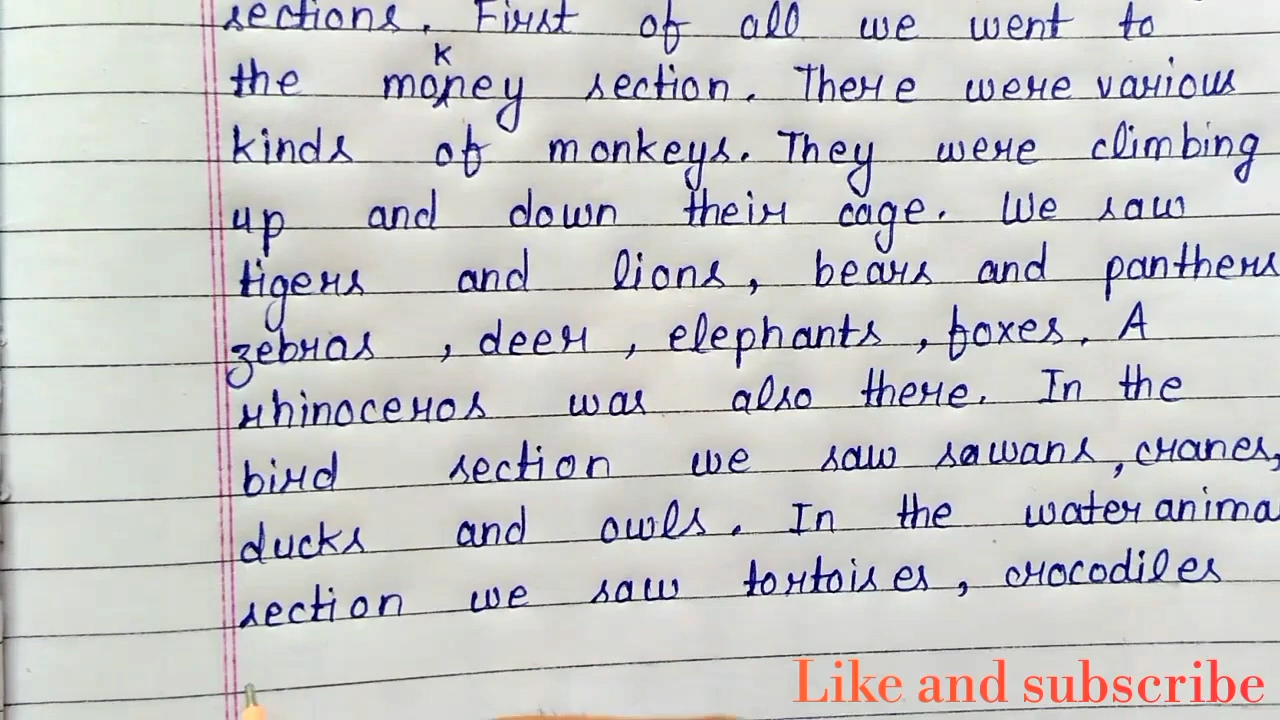 sections. First of all we went to
k
the money section. There were various
kinds of monkeys. They were climbing
up and down their cage. We saw
tigers and lions, bears and panthers
zebras , deer , elephants , foxes. A
rhinoceros was also there. In the
bird section we saw sawans, cranes,
ducks and owls. In the water anima
section we saw tortoises, crocodiles
Like and subscribe